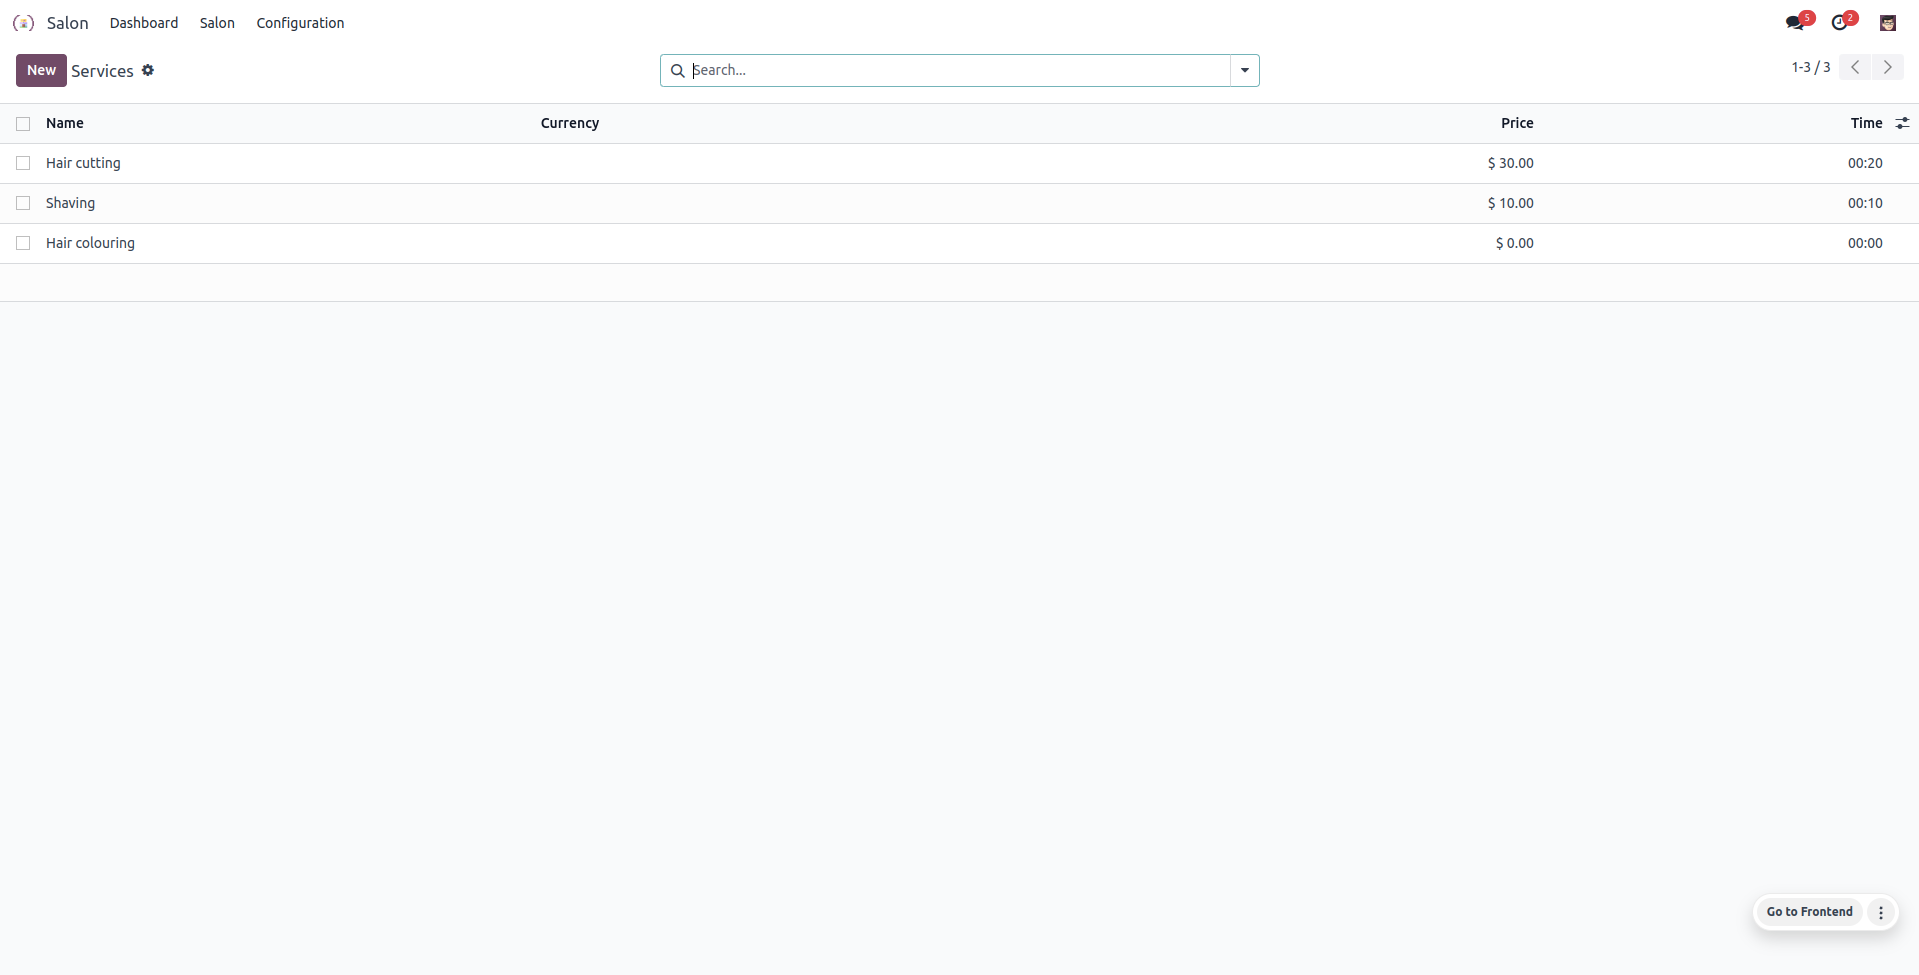 Salon Dashboard Salon Configuration 5 2
New Services Search... 1-3 / 3
Name Currency Price Time
Hair cutting $ 30.00 00:20
Shaving $ 10.00 00:10
Hair colouring $ 0.00 00:00
Go to Frontend